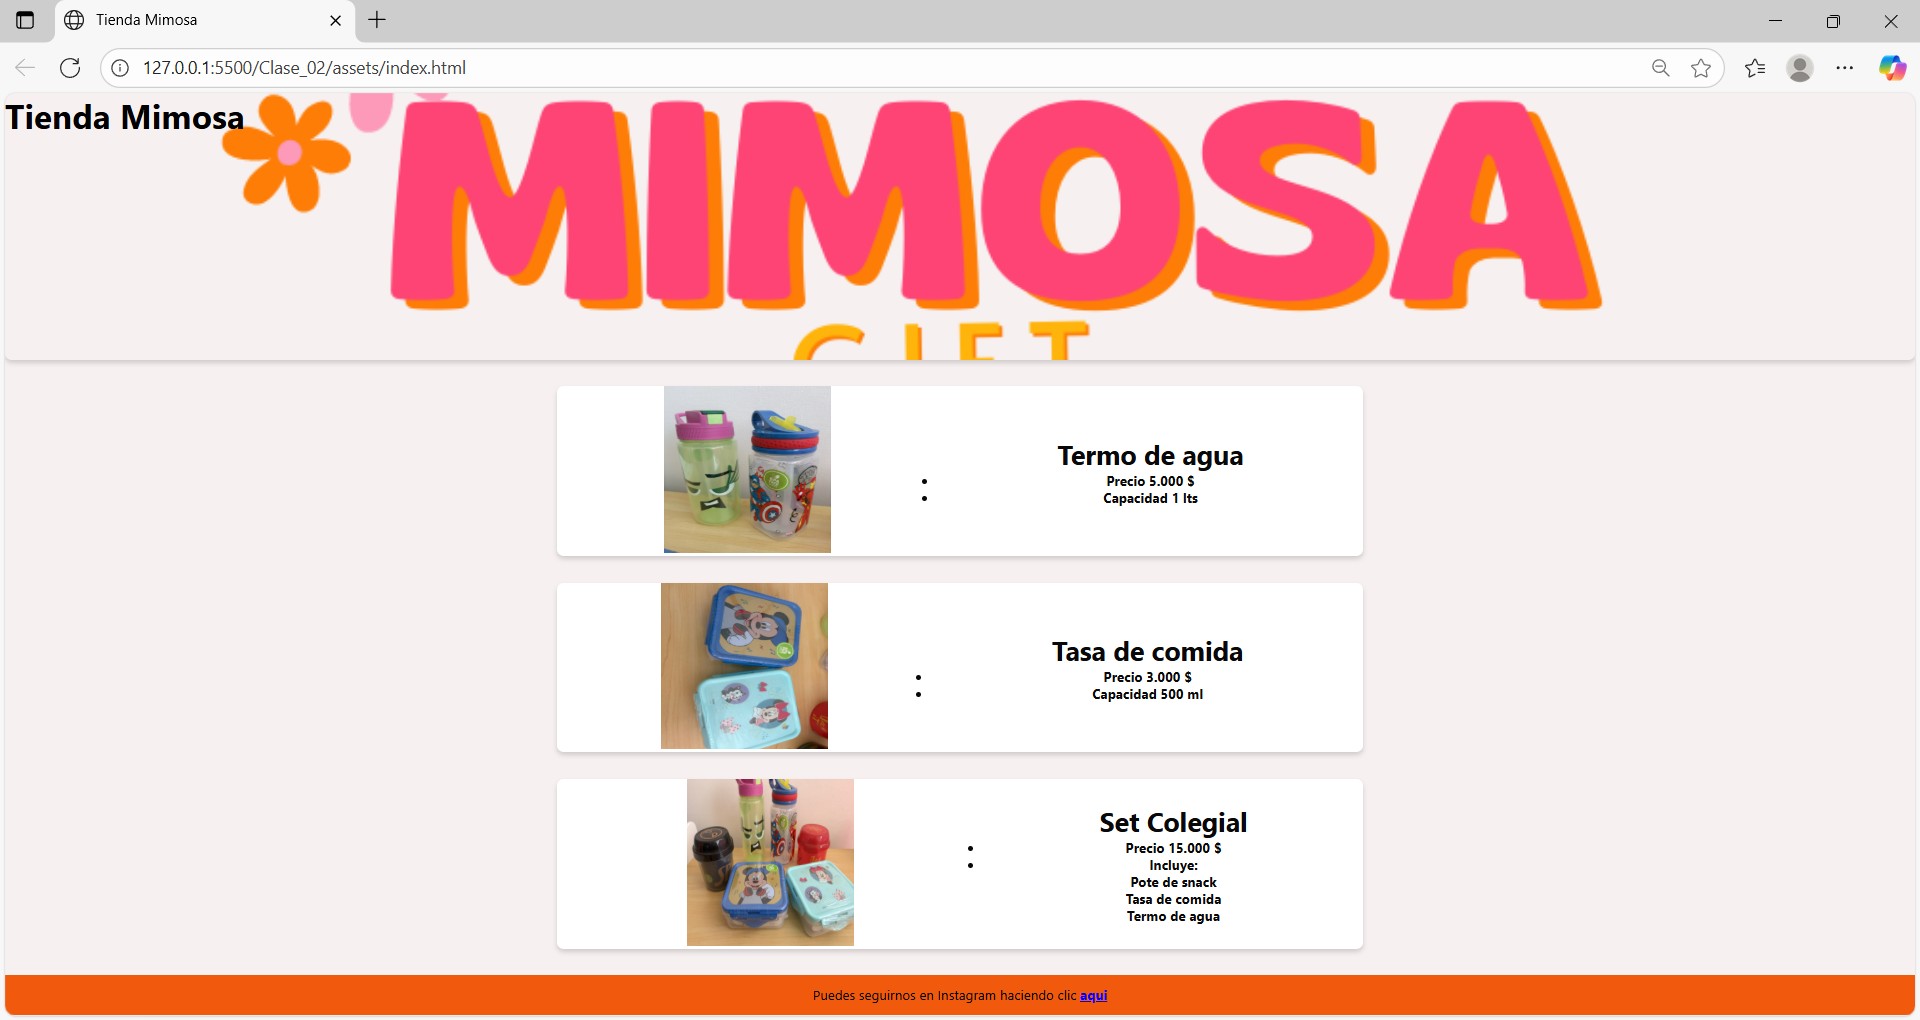 Tienda Mimosa
127.0.0.1:5500/Clase_02/assets/index.html
Tienda Mimosa
MIMOSA
GIFT
Termo de agua
Precio 5.000 $
Capacidad 1 lts
Tasa de comida
Precio 3.000 $
Capacidad 500 ml
Set Colegial
Precio 15.000 $
Incluye:
Pote de snack
Tasa de comida
Termo de agua
Puedes seguirnos en Instagram haciendo clic aqui